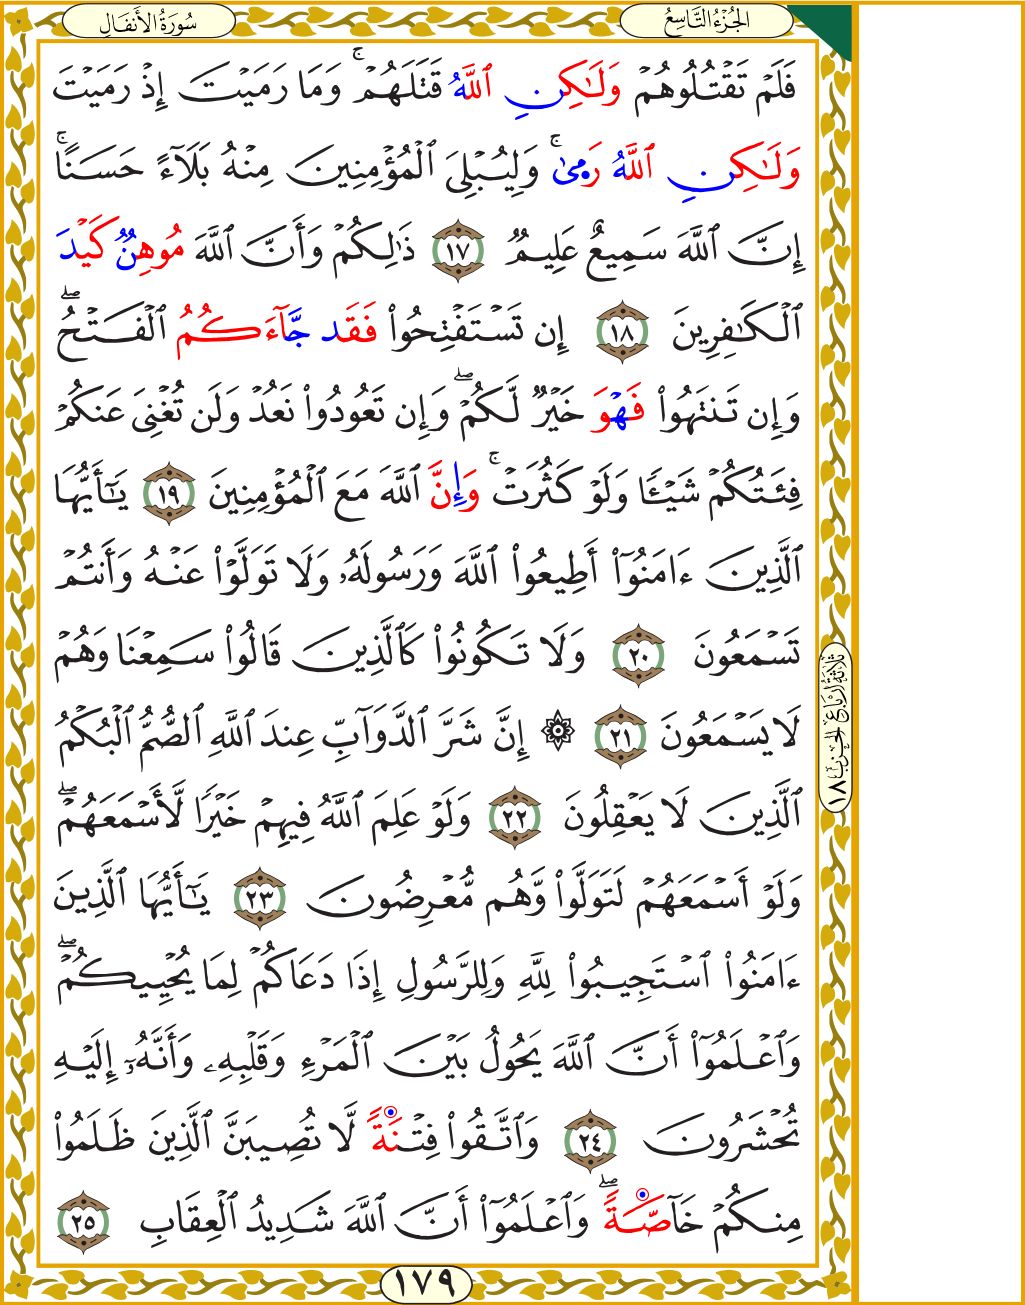 سُورَةُ الأَنفَالِ
الجُزْءُ التَّاسِعُ
فَلَمْ تَقْتُلُوهُمْ وَلَٰكِنِ ٱللَّهُ قَتَلَهُمْ ۚ وَمَا رَمَيْتَ إِذْ رَمَيْتَ
وَلَٰكِنِ ٱللَّهُ رَمَىٰ ۚ وَلِيُبْلِىَ ٱلْمُؤْمِنِينَ مِنْهُ بَلَآءً حَسَنًا ۚ
إِنَّ ٱللَّهَ سَمِيعٌ عَلِيمٌ ١٧ ذَٰلِكُمْ وَأَنَّ ٱللَّهَ مُوهِنٌ كَيْدَ
ٱلْكَٰفِرِينَ ١٨ إِن تَسْتَفْتِحُوا۟ فَقَد جَّآءَكُمُ ٱلْفَتْحُ ۖ
وَإِن تَنتَهُوا۟ فَهْوَ خَيْرٌ لَّكُمْ ۖ وَإِن تَعُودُوا۟ نَعُدْ وَلَن تُغْنِىَ عَنكُمْ
فِئَتُكُمْ شَيْـًٔا وَلَوْ كَثُرَتْ ۚ وَإِنَّ ٱللَّهَ مَعَ ٱلْمُؤْمِنِينَ ١٩ يَٰٓأَيُّهَا
ٱلَّذِينَ ءَامَنُوٓا۟ أَطِيعُوا۟ ٱللَّهَ وَرَسُولَهُۥ وَلَا تَوَلَّوْا۟ عَنْهُ وَأَنتُمْ
تَسْمَعُونَ ٢٠ وَلَا تَكُونُوا۟ كَٱلَّذِينَ قَالُوا۟ سَمِعْنَا وَهُمْ
لَا يَسْمَعُونَ ٢١ ۞ إِنَّ شَرَّ ٱلدَّوَآبِّ عِندَ ٱللَّهِ ٱلصُّمُّ ٱلْبُكْمُ
ٱلَّذِينَ لَا يَعْقِلُونَ ٢٢ وَلَوْ عَلِمَ ٱللَّهُ فِيهِمْ خَيْرًا لَّأَسْمَعَهُمْ ۖ
وَلَوْ أَسْمَعَهُمْ لَتَوَلَّوا۟ وَّهُم مُّعْرِضُونَ ٢٣ يَٰٓأَيُّهَا ٱلَّذِينَ
ءَامَنُوا۟ ٱسْتَجِيبُوا۟ لِلَّهِ وَلِلرَّسُولِ إِذَا دَعَاكُمْ لِمَا يُحْيِيكُمْ ۖ
وَٱعْلَمُوٓا۟ أَنَّ ٱللَّهَ يَحُولُ بَيْنَ ٱلْمَرْءِ وَقَلْبِهِۦ وَأَنَّهُۥٓ إِلَيْهِ
تُحْشَرُونَ ٢٤ وَٱتَّقُوا۟ فِتْنَةً لَّا تُصِيبَنَّ ٱلَّذِينَ ظَلَمُوا۟
مِنكُمْ خَآصَّةً ۖ وَٱعْلَمُوٓا۟ أَنَّ ٱللَّهَ شَدِيدُ ٱلْعِقَابِ ٢٥
ثلاثة أرباع الحزب ١٨
١٧٩